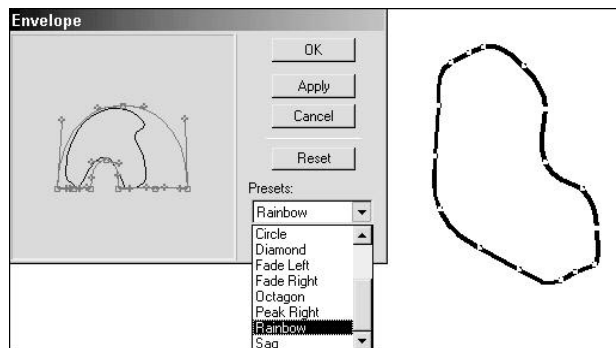 Envelope
OK
Apply
Cancel
Reset
Presets:
Rainbow
Circle
Diamond
Fade Left
Fade Right
Octagon
Peak Right
Rainbow
Sag